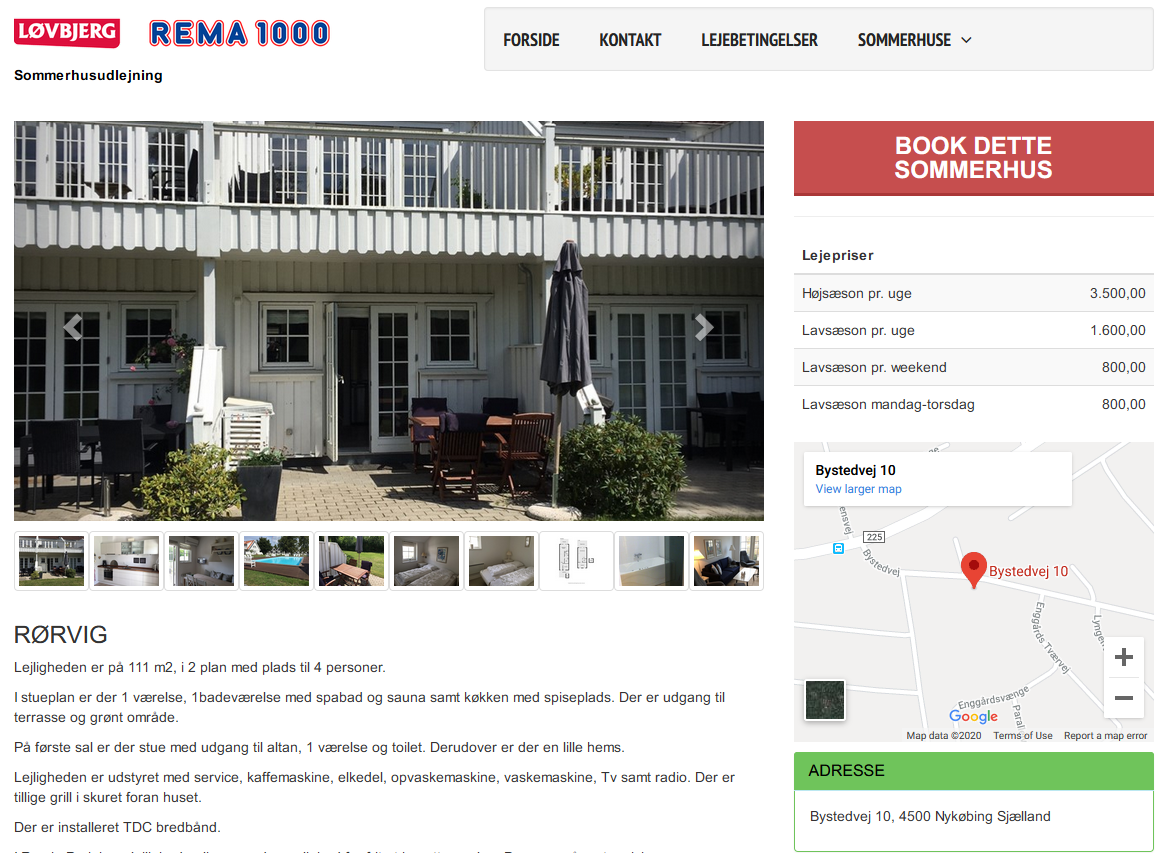 LØVBJERG
REMA 1000
Sommerhusudlejning
FORSIDE
KONTAKT
LEJEBETINGELSER
SOMMERHUSE
BOOK DETTE
SOMMERHUS
Lejepriser
Højsæson pr. uge 3.500,00
Lavsæson pr. uge 1.600,00
Lavsæson pr. weekend 800,00
Lavsæson mandag-torsdag 800,00
Bystedvej 10
View larger map
225
Bystedvej
Bystedvej 10
Enggårds Tværvej
Enggårdsvænge
Google
Map data ©2020 Terms of Use Report a map error
ADRESSE
Bystedvej 10, 4500 Nykøbing Sjælland
RØRVIG
Lejligheden er på 111 m2, i 2 plan med plads til 4 personer.
I stueplan er der 1 værelse, 1badeværelse med spabad og sauna samt køkken med spiseplads. Der er udgang til
terrasse og grønt område.
På første sal er der stue med udgang til altan, 1 værelse og toilet. Derudover er der en lille hems.
Lejligheden er udstyret med service, kaffemaskine, elkedel, opvaskemaskine, vaskemaskine, Tv samt radio. Der er
tillige grill i skuret foran huset.
Der er installeret TDC bredbånd.